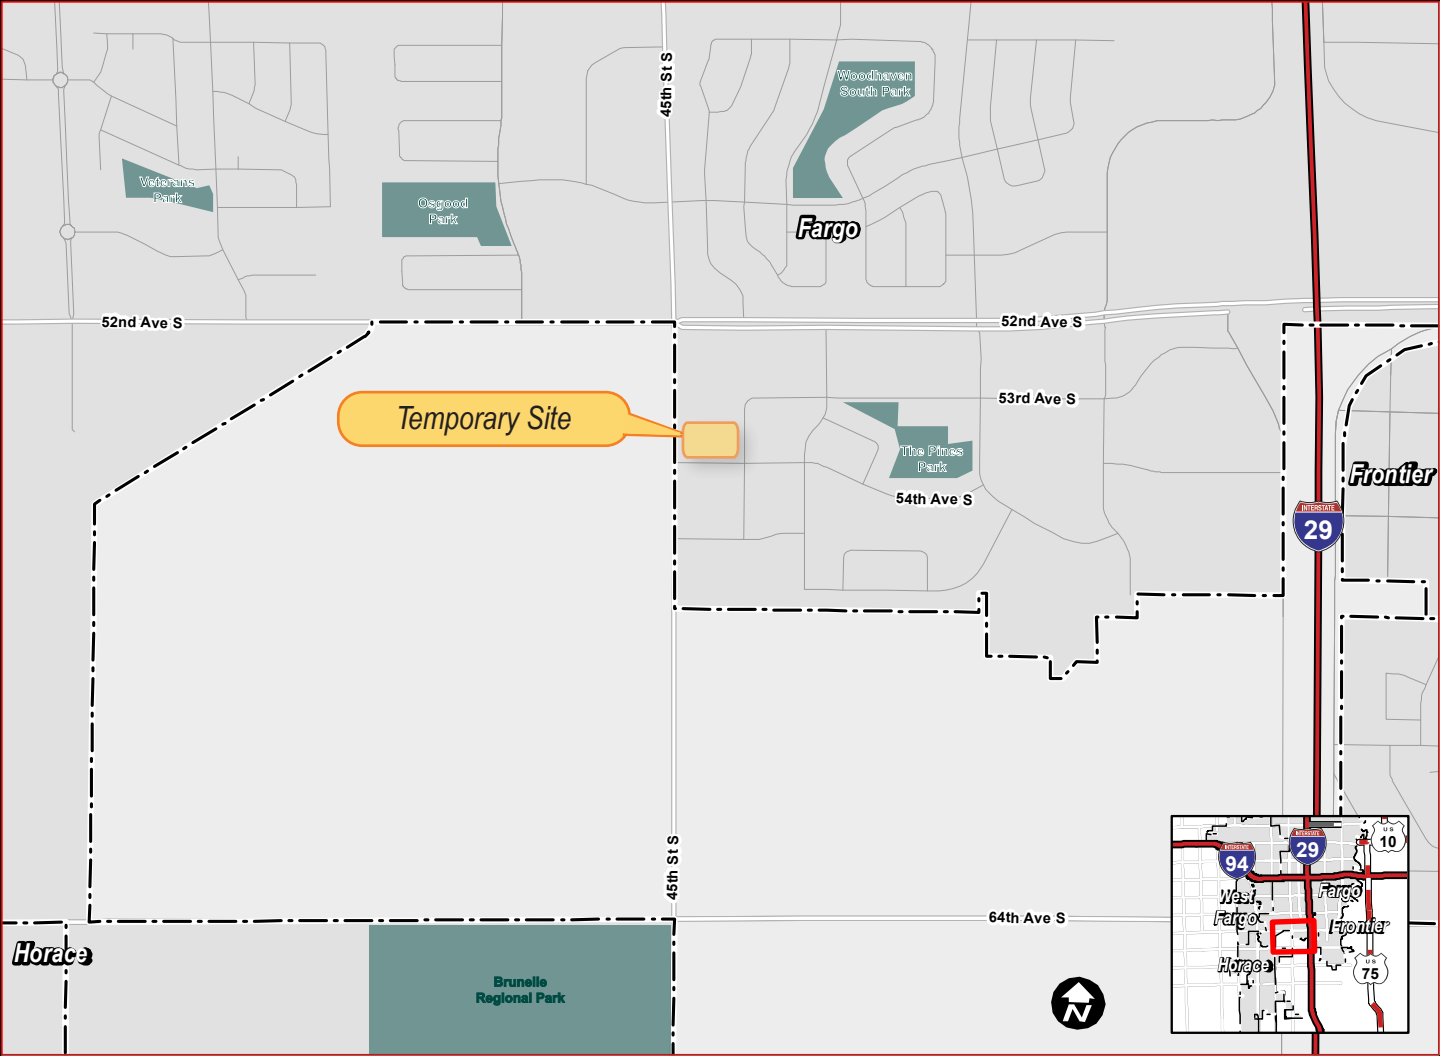 45th St S
Woodhaven
South Park
Veterans
Park
Osgood
Park
Fargo
52nd Ave S
52nd Ave S
53rd Ave S
Temporary Site
The Pines
Park
54th Ave S
Frontier
INTERSTATE
29
45th St S
64th Ave S
Horace
Brunelle
Regional Park
N
INTERSTATE
94
INTERSTATE
29
US
10
West
Fargo
Fargo
Frontier
Horace
US
75